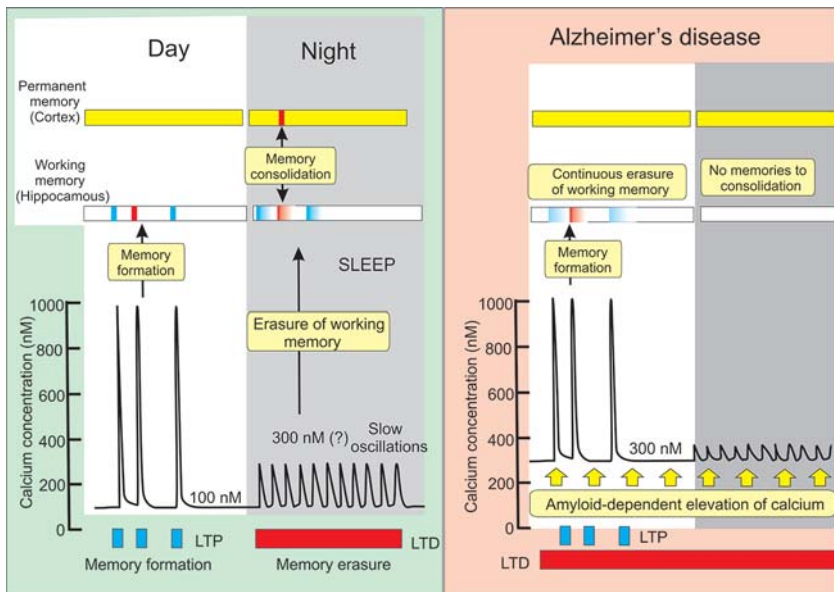 Day
Night
Permanent
memory
(Cortex)
Memory
consolidation
Working
memory
(Hippocamous)
Memory
formation
SLEEP
Erasure of working
memory
Calcium concentration (nM)
1000
800
600
400
200
0
100 nM
300 nM (?)
Slow
oscillations
LTP
LTD
Memory formation
Memory erasure
Alzheimer's disease
Continuous erasure
of working memory
No memories to
consolidation
Memory
formation
Calcium concentration (nM)
1000
800
600
400
200
0
300 nM
Amyloid-dependent elevation of calcium
LTP
LTD